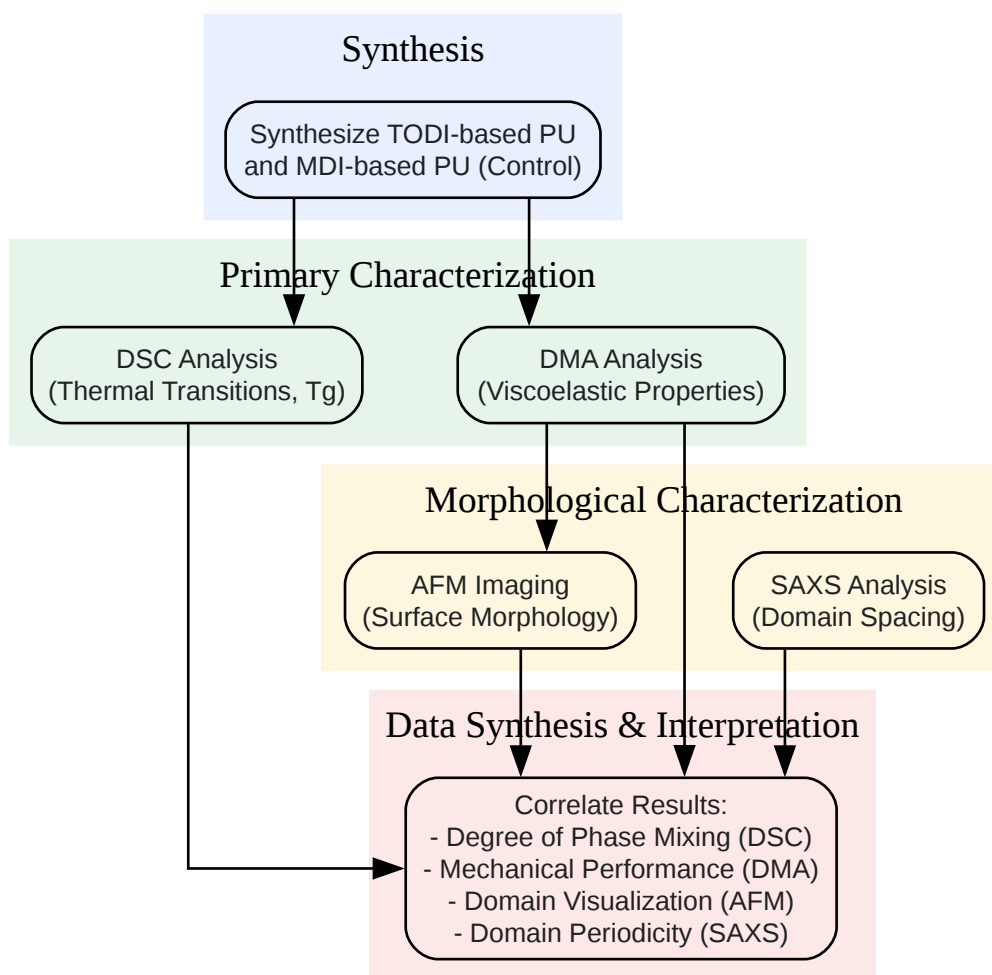 Synthesis
Synthesize TODI-based PU
and MDI-based PU (Control)
Primary Characterization
DSC Analysis
(Thermal Transitions, Tg)
DMA Analysis
(Viscoelastic Properties)
Morphological Characterization
AFM Imaging
(Surface Morphology)
SAXS Analysis
(Domain Spacing)
Data Synthesis & Interpretation
Correlate Results:
- Degree of Phase Mixing (DSC)
- Mechanical Performance (DMA)
- Domain Visualization (AFM)
- Domain Periodicity (SAXS)